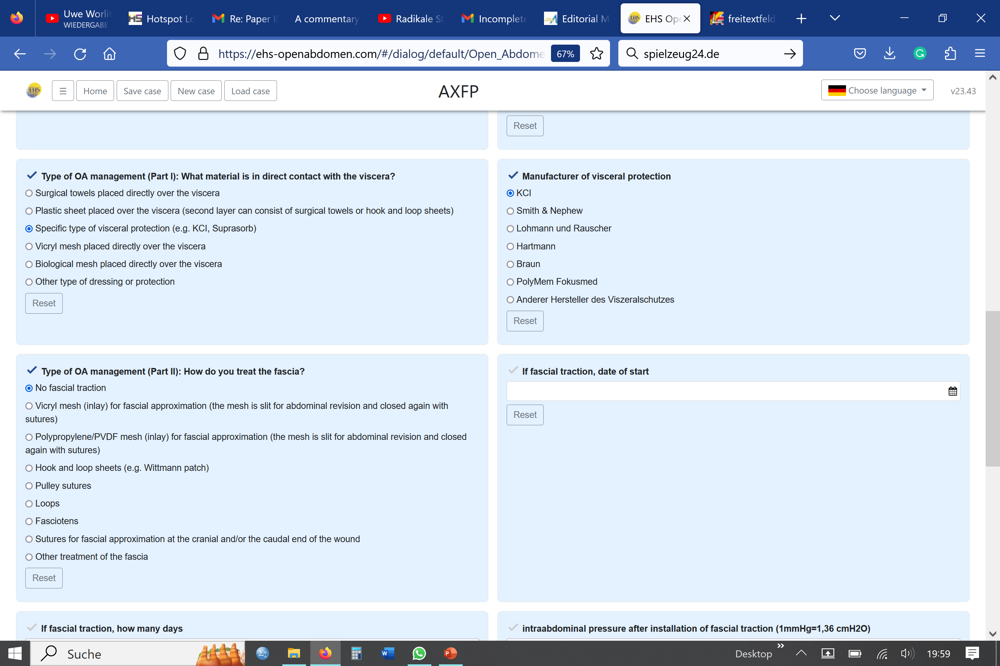 Uwe Worlit
WIEDERGABE
Hotspot Lo
Re: Paper II
A commentary
Radikale St
Incomplete
Editorial M
EHS Ope
freitextfeld
https://ehs-openabdomen.com/#/dialog/default/Open_Abdome
67%
spielzeug24.de
EHS
Home
Save case
New case
Load case
AXFP
Choose language
v23.43
Reset
Type of OA management (Part I): What material is in direct contact with the viscera?
Surgical towels placed directly over the viscera
Plastic sheet placed over the viscera (second layer can consist of surgical towels or hook and loop sheets)
Specific type of visceral protection (e.g. KCI, Suprasorb)
Vicryl mesh placed directly over the viscera
Biological mesh placed directly over the viscera
Other type of dressing or protection
Reset
Manufacturer of visceral protection
KCI
Smith & Nephew
Lohmann und Rauscher
Hartmann
Braun
PolyMem Fokusmed
Anderer Hersteller des Viszeralschutzes
Reset
Type of OA management (Part II): How do you treat the fascia?
No fascial traction
Vicryl mesh (inlay) for fascial approximation (the mesh is slit for abdominal revision and closed again with
sutures)
Polypropylene/PVDF mesh (inlay) for fascial approximation (the mesh is slit for abdominal revision and closed
again with sutures)
Hook and loop sheets (e.g. Wittmann patch)
Pulley sutures
Loops
Fasciotens
Sutures for fascial approximation at the cranial and/or the caudal end of the wound
Other treatment of the fascia
Reset
If fascial traction, date of start
Reset
If fascial traction, how many days
intraabdominal pressure after installation of fascial traction (1mmHg=1,36 cmH2O)
Suche
Desktop
19:59